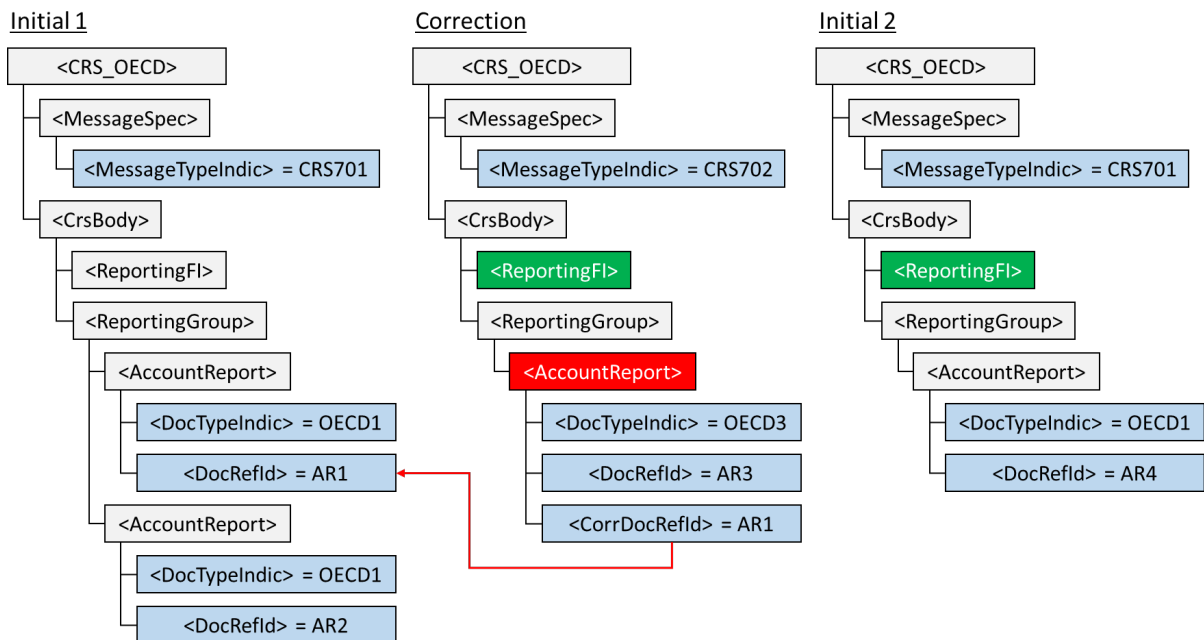 Initial 1
<CRS_OECD>
<MessageSpec>
<MessageTypeIndic> = CRS701
<CrsBody>
<ReportingFI>
<ReportingGroup>
<AccountReport>
<DocTypeIndic> = OECD1
<DocRefId> = AR1
<AccountReport>
<DocTypeIndic> = OECD1
<DocRefId> = AR2
Correction
<CRS_OECD>
<MessageSpec>
<MessageTypeIndic> = CRS702
<CrsBody>
<ReportingFI>
<ReportingGroup>
<AccountReport>
<DocTypeIndic> = OECD3
<DocRefId> = AR3
<CorrDocRefId> = AR1
Initial 2
<CRS_OECD>
<MessageSpec>
<MessageTypeIndic> = CRS701
<CrsBody>
<ReportingFI>
<ReportingGroup>
<AccountReport>
<DocTypeIndic> = OECD1
<DocRefId> = AR4